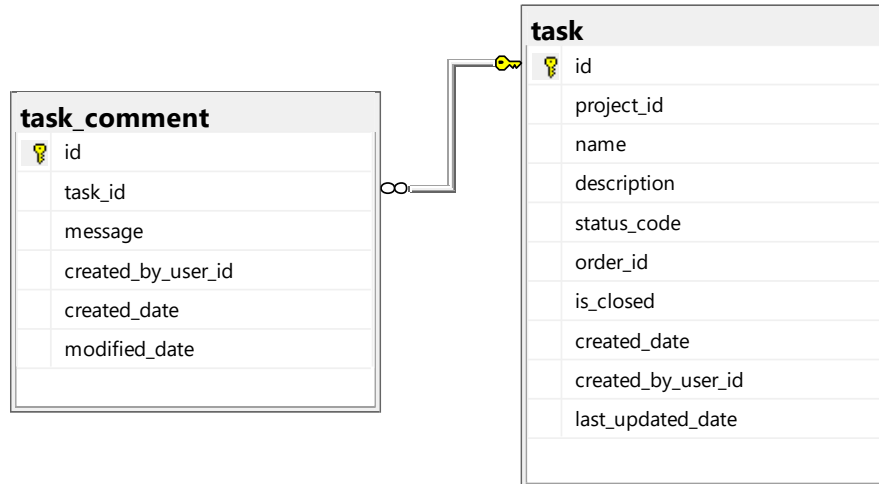 task_comment
id
task_id
message
created_by_user_id
created_date
modified_date
task
id
project_id
name
description
status_code
order_id
is_closed
created_date
created_by_user_id
last_updated_date